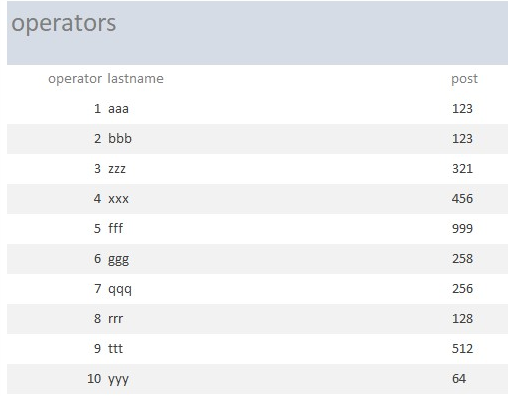 operators
operator lastname post
1 aaa 123
2 bbb 123
3 zzz 321
4 xxx 456
5 fff 999
6 ggg 258
7 qqq 256
8 rrr 128
9 ttt 512
10 yyy 64